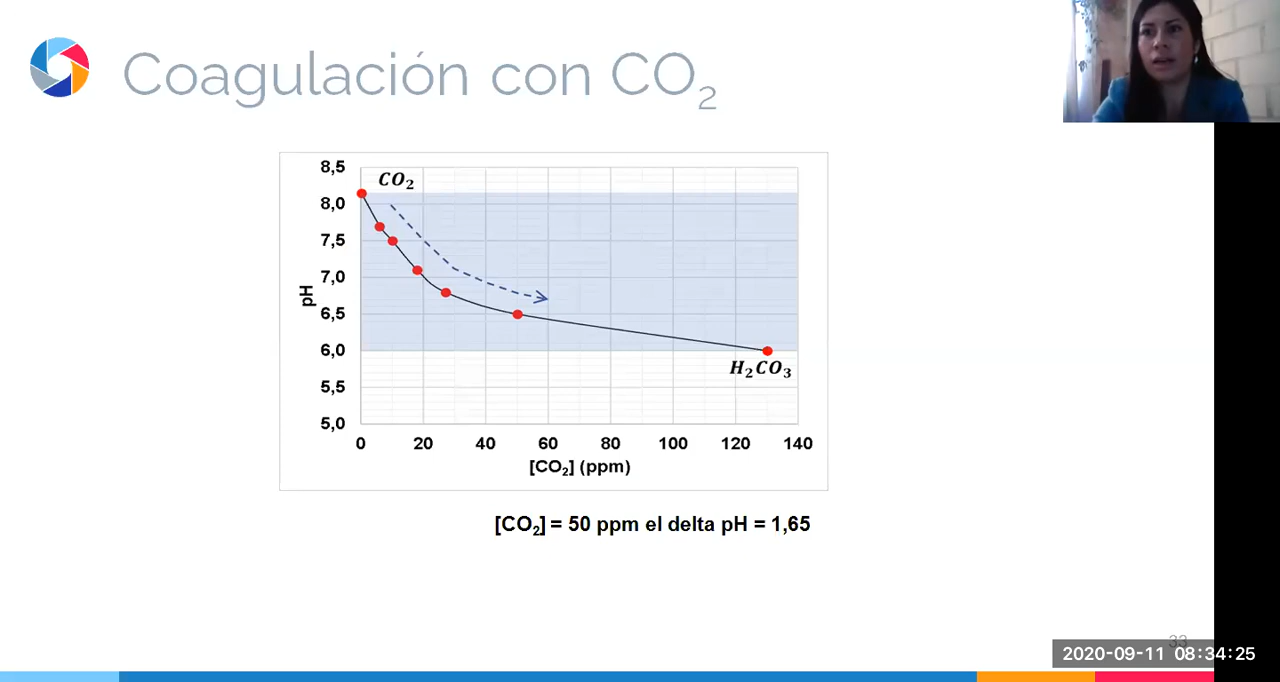 Coagulación con CO₂
8,5
8,0
7,5
7,0
6,5
6,0
5,5
5,0
pH
CO₂
H₂CO₃
0 20 40 60 80 100 120 140
[CO₂] (ppm)
[CO₂] = 50 ppm el delta pH = 1,65
33
2020-09-11 08:34:25